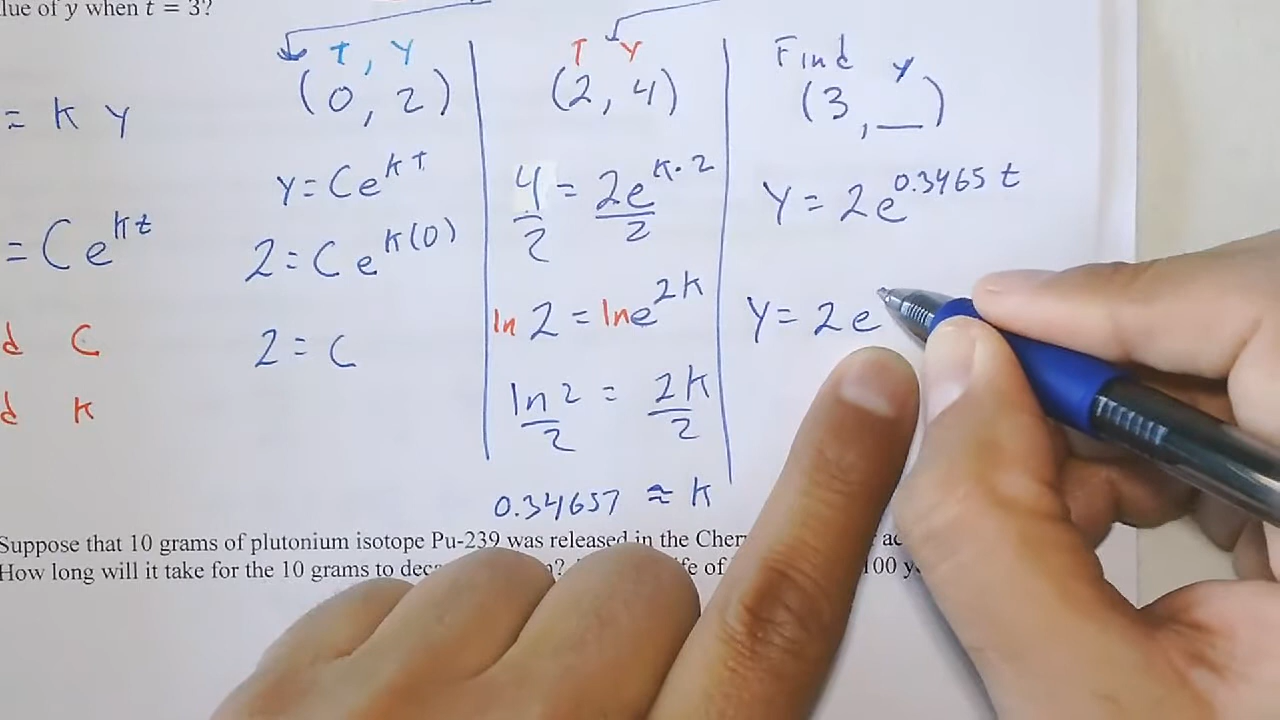 lue of y when t = 3?
= K Y
= Ce^kt
d C
d K
T, Y
(0, 2)
Y = Ce^kt
2 = Ce^k(0)
2 = C
T Y
(2, 4)
4/2 = 2e^k·2/2
ln 2 = ln e^2k
ln 2/2 = 2k/2
0.34657 ≈ K
Find y
(3, _)
Y = 2e^0.3465 t
Y = 2e
Suppose that 10 grams of plutonium isotope Pu-239 was released in the
How long will it take for the 10 grams to